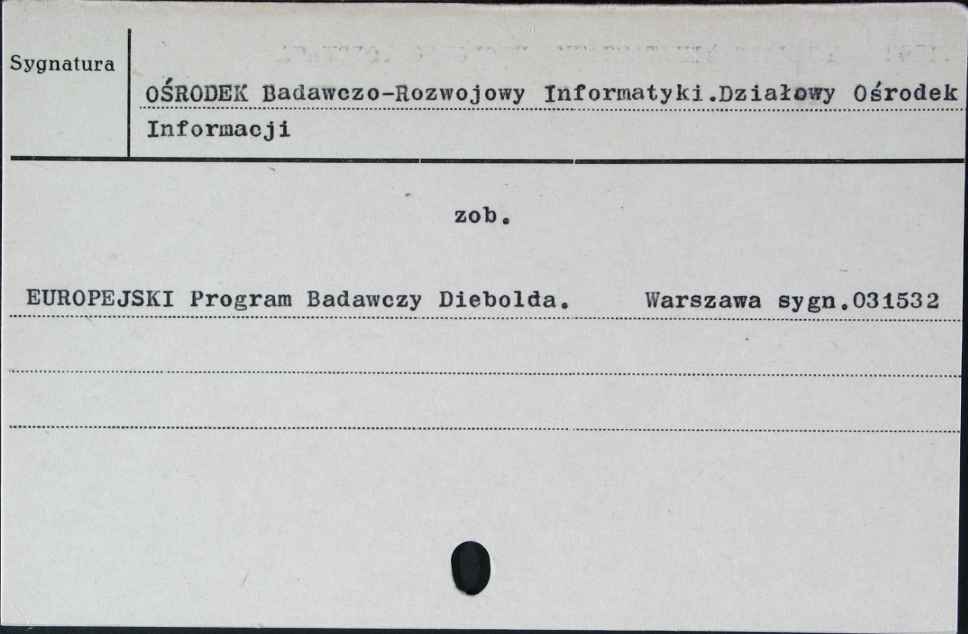 Sygnatura
OŚRODEK Badawczo-Rozwojowy Informatyki.Działowy Ośrodek
Informacji
zob.
EUROPEJSKI Program Badawczy Diebolda. Warszawa sygn.031532